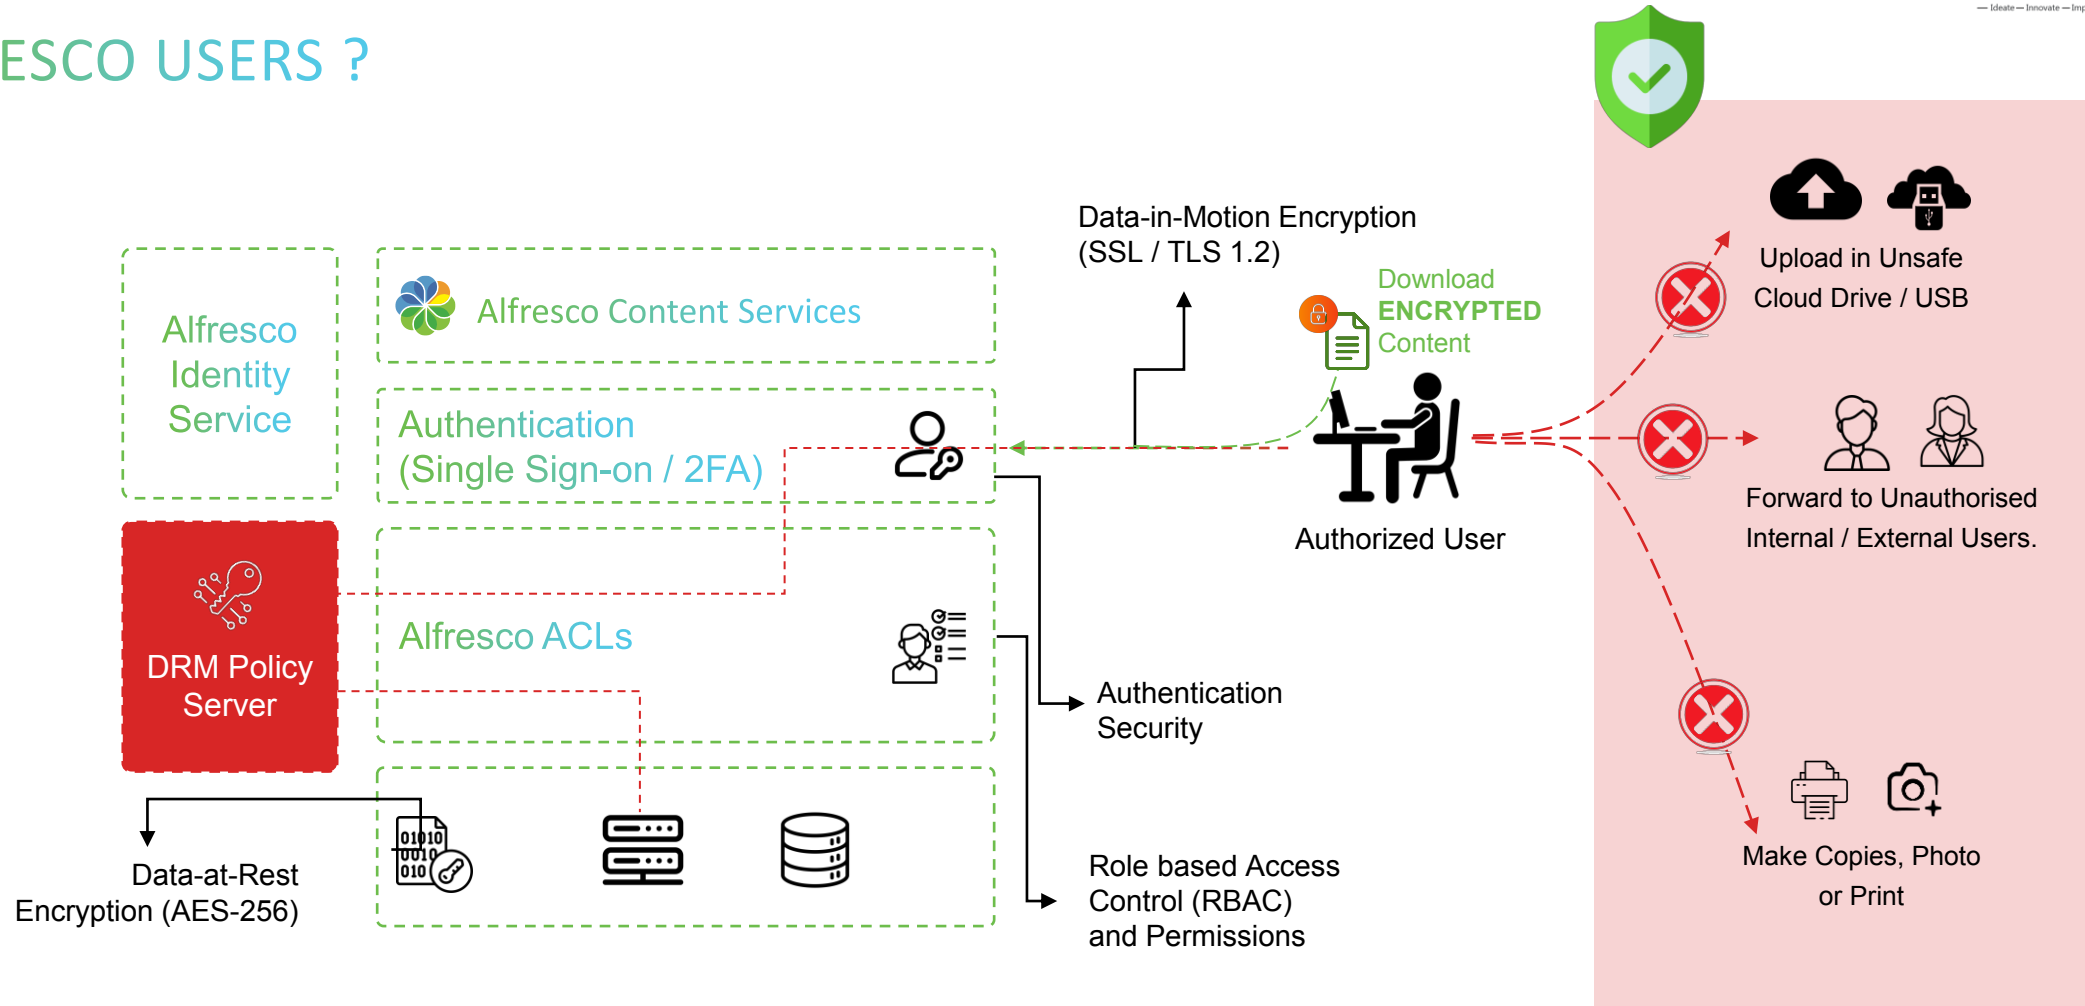 — Ideate — Innovate — Imp
ESCO USERS ?
Data-in-Motion Encryption
(SSL / TLS 1.2)
Download
ENCRYPTED
Content
Upload in Unsafe
Cloud Drive / USB
Alfresco
Identity
Service
Alfresco Content Services
Authentication
(Single Sign-on / 2FA)
Authorized User
Forward to Unauthorised
Internal / External Users.
DRM Policy
Server
Alfresco ACLs
Authentication
Security
01010
0010
010
Data-at-Rest
Encryption (AES-256)
Role based Access
Control (RBAC)
and Permissions
Make Copies, Photo
or Print